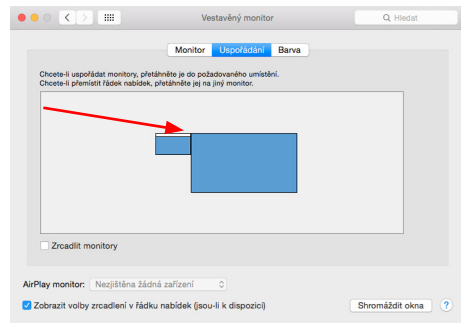 Vestavěný monitor
Hledat
Monitor Uspořádání Barva
Chcete-li uspořádat monitory, přetáhněte je do požadovaného umístění.
Chcete-li přemístit řádek nabídek, přetáhněte jej na jiný monitor.
Zrcadlit monitory
AirPlay monitor: Nezjištěna žádná zařízení
Zobrazit volby zrcadlení v řádku nabídek (jsou-li k dispozici)
Shromáždit okna ?